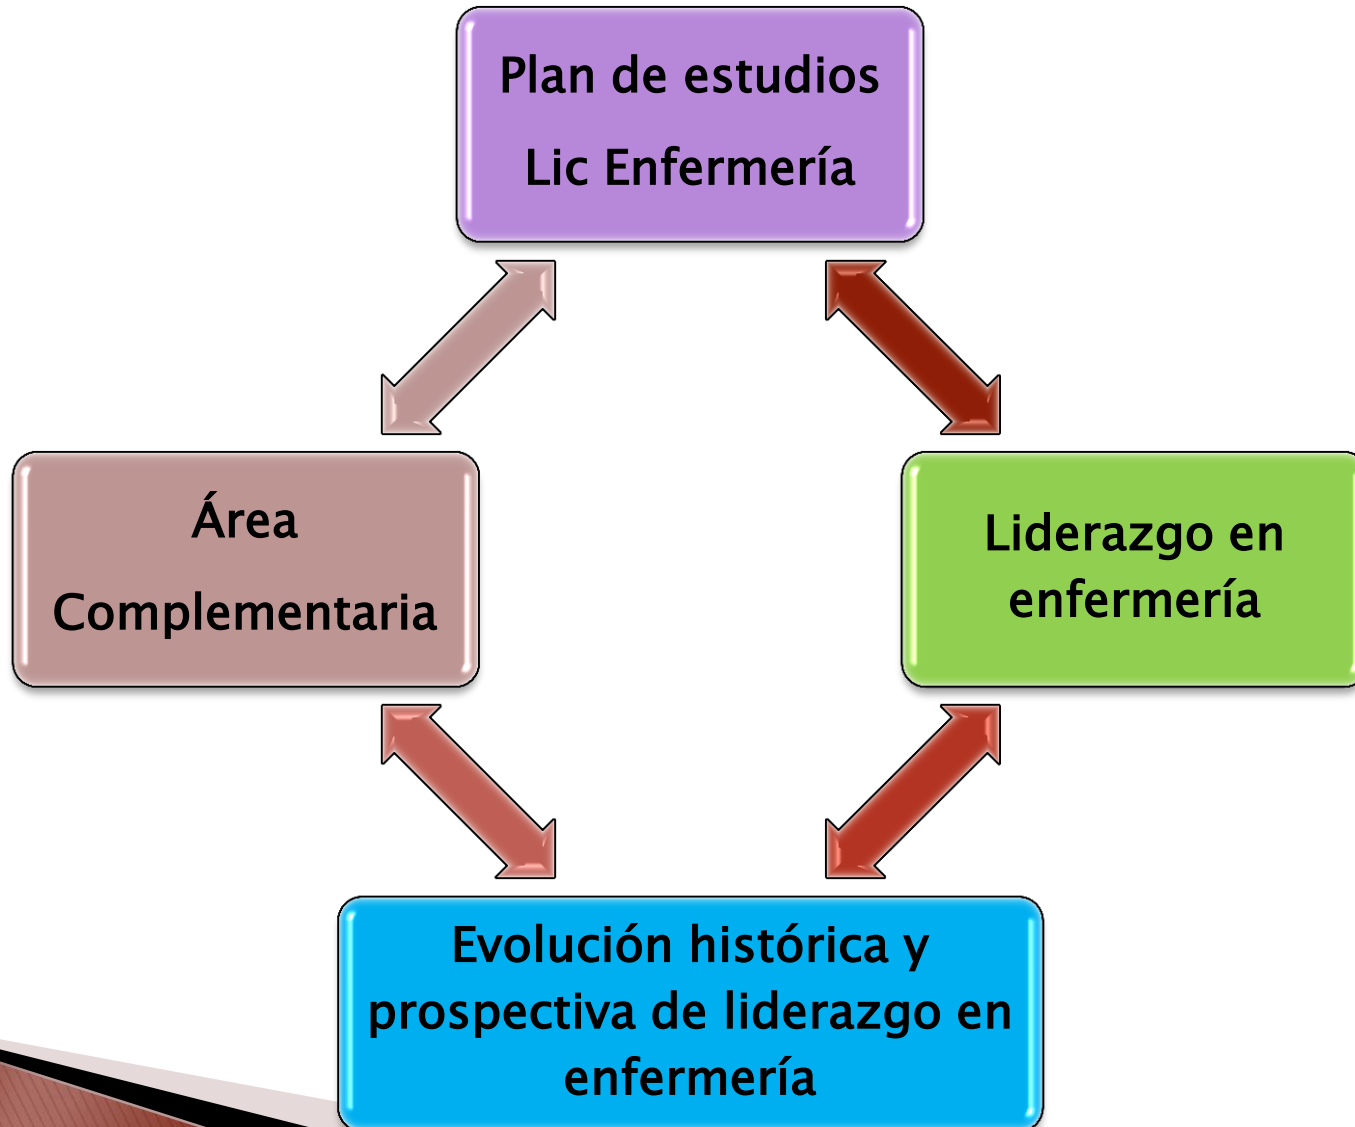 Plan de estudios
Lic Enfermería
Área
Complementaria
Liderazgo en
enfermería
Evolución histórica y
prospectiva de liderazgo en
enfermería